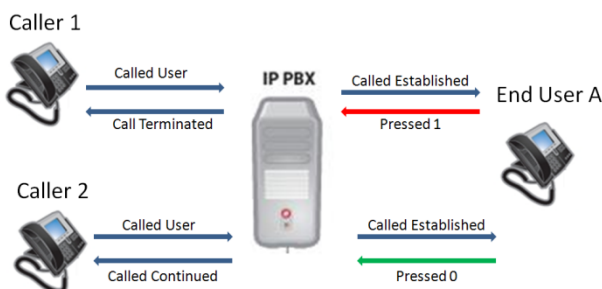 Caller 1
Called User
IP PBX
Called Established
Call Terminated
Pressed 1
End User A
Caller 2
Called User
Called Established
Called Continued
Pressed 0